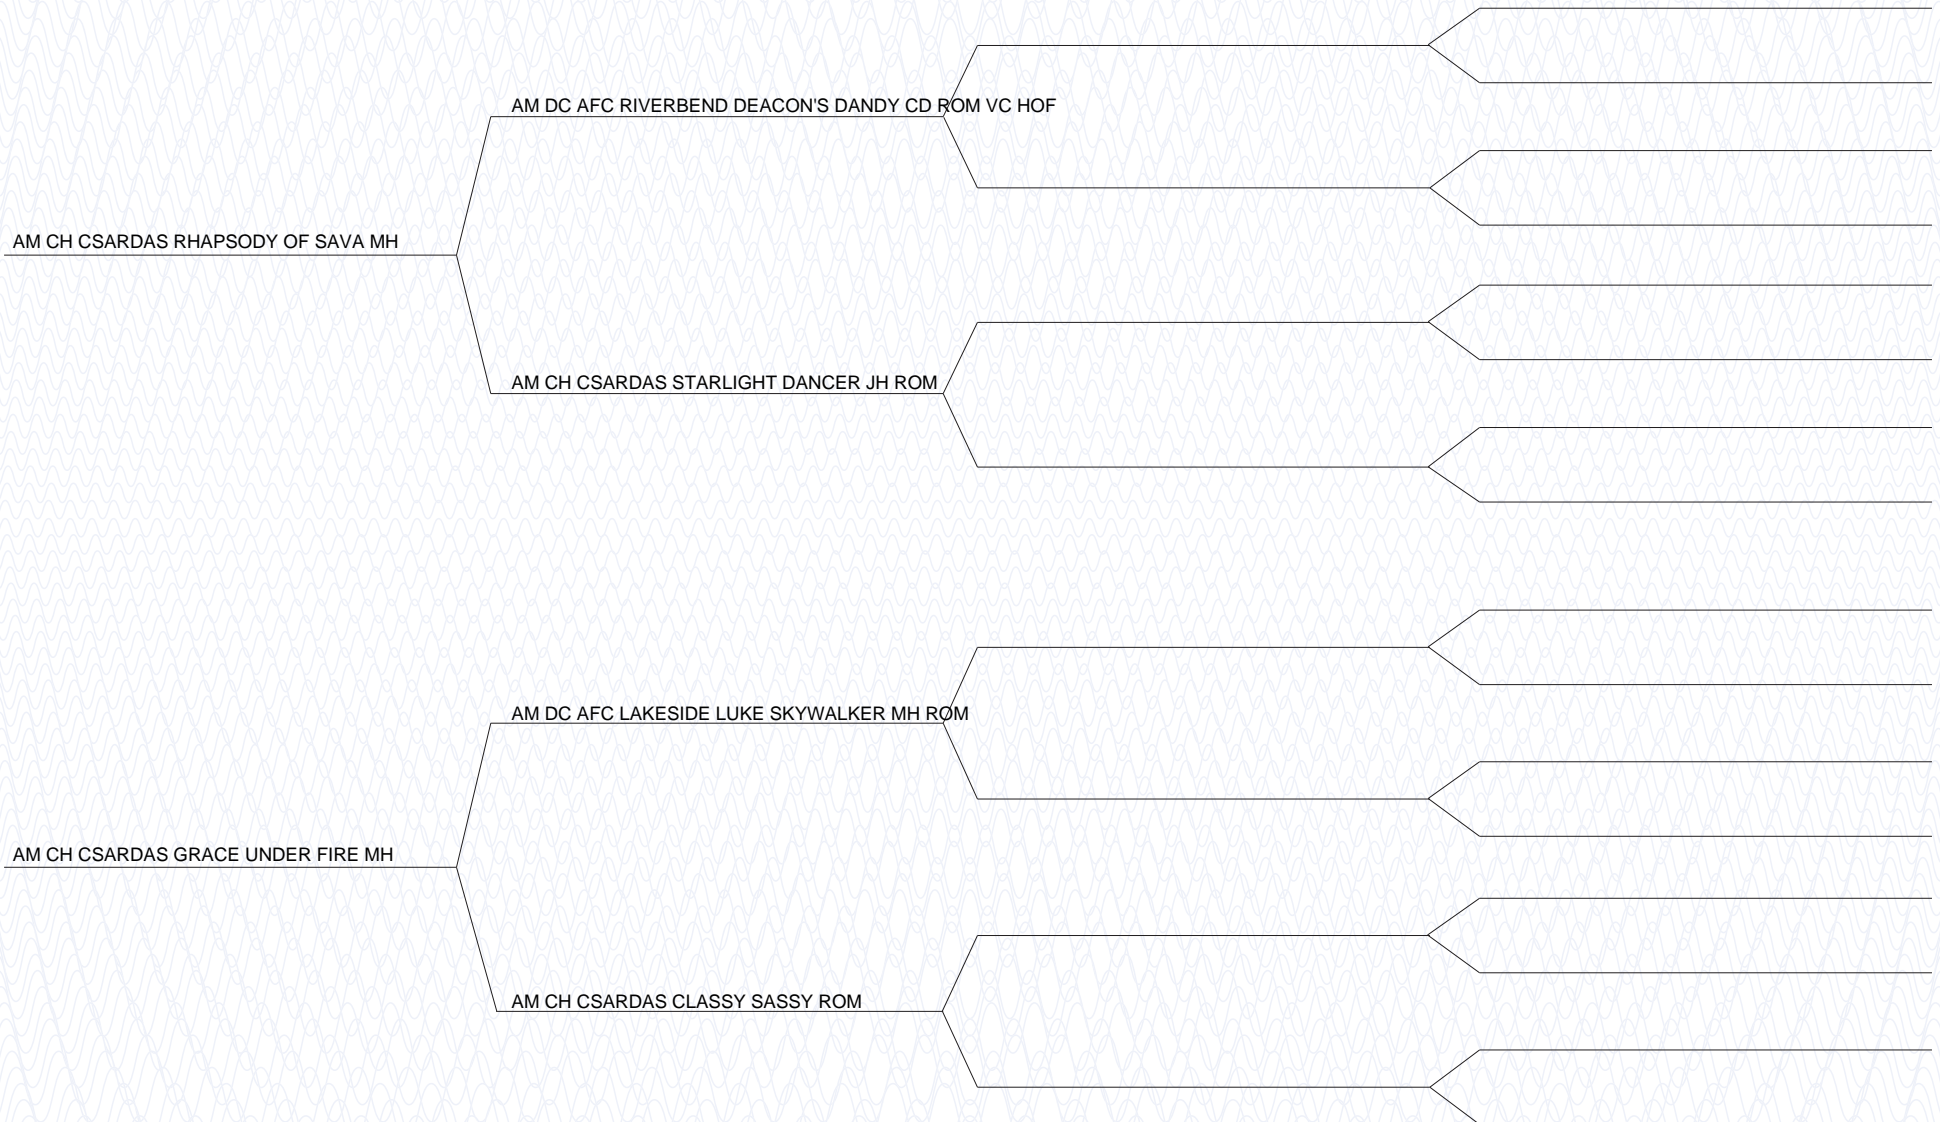 AM DC AFC RIVERBEND DEACON'S DANDY CD ROM VC HOF
AM CH CSARDAS RHAPSODY OF SAVA MH
AM CH CSARDAS STARLIGHT DANCER JH ROM
AM DC AFC LAKESIDE LUKE SKYWALKER MH ROM
AM CH CSARDAS GRACE UNDER FIRE MH
AM CH CSARDAS CLASSY SASSY ROM